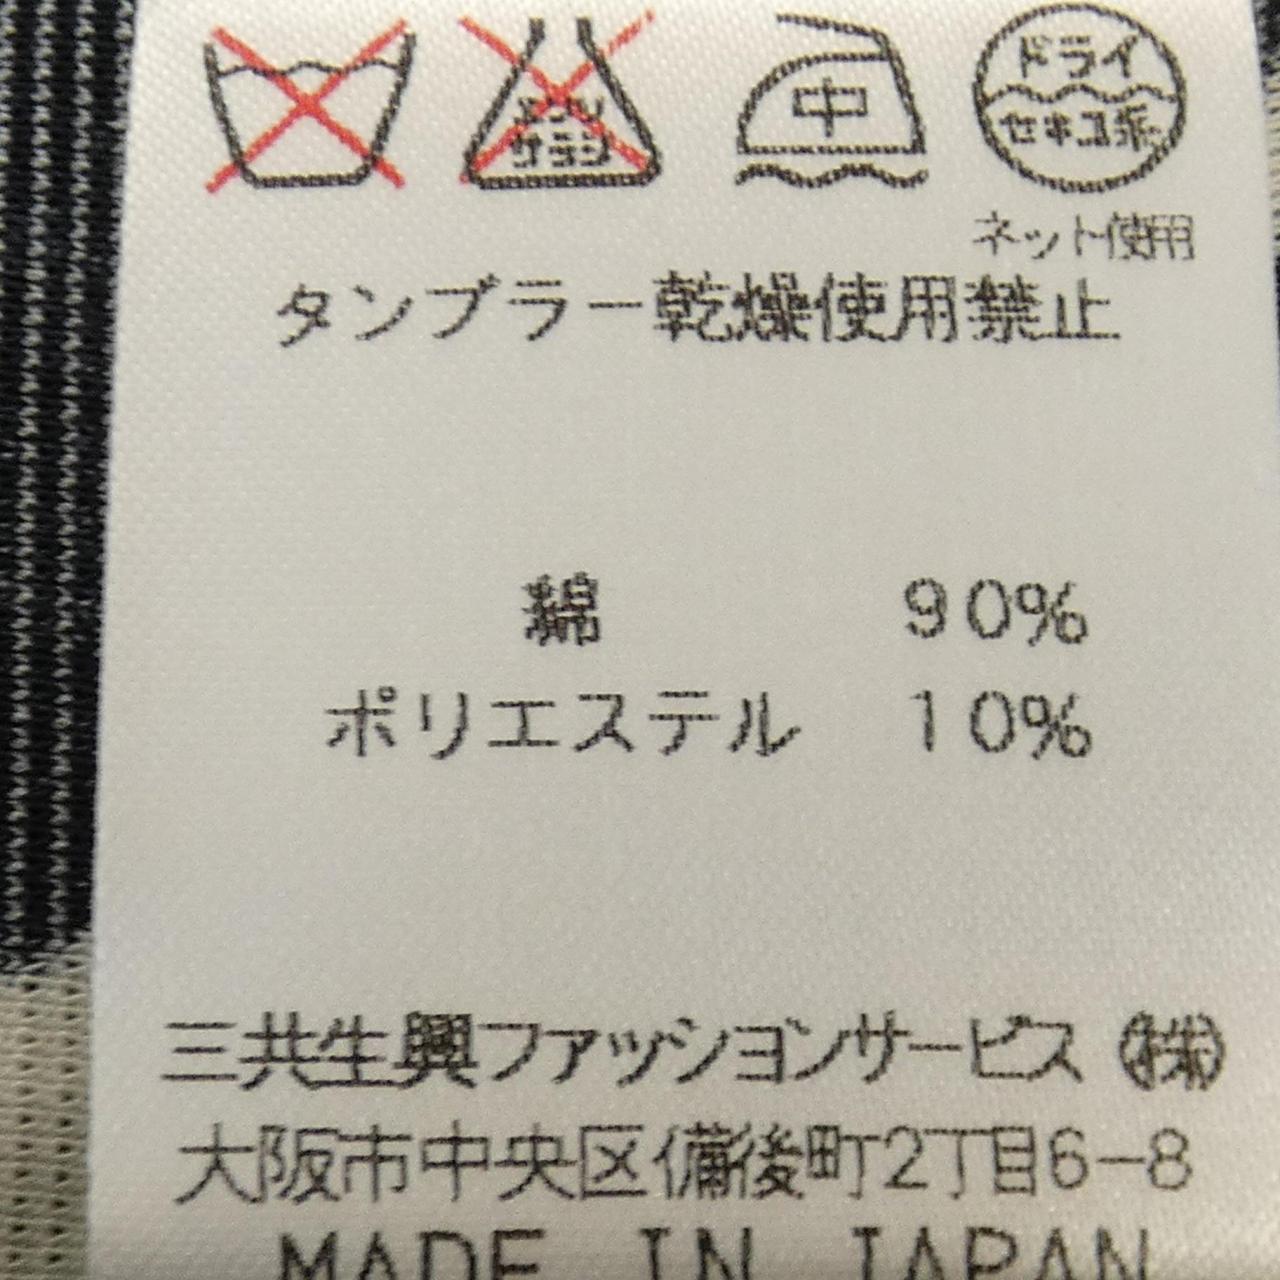 エンソ サラシ
中
ドライ
セキユ系
ネット使用
タンブラー乾燥使用禁止
綿 90%
ポリエステル 10%
三共生興ファッションサービス(株)
大阪市中央区備後町2丁目6-8
MADE IN JAPAN